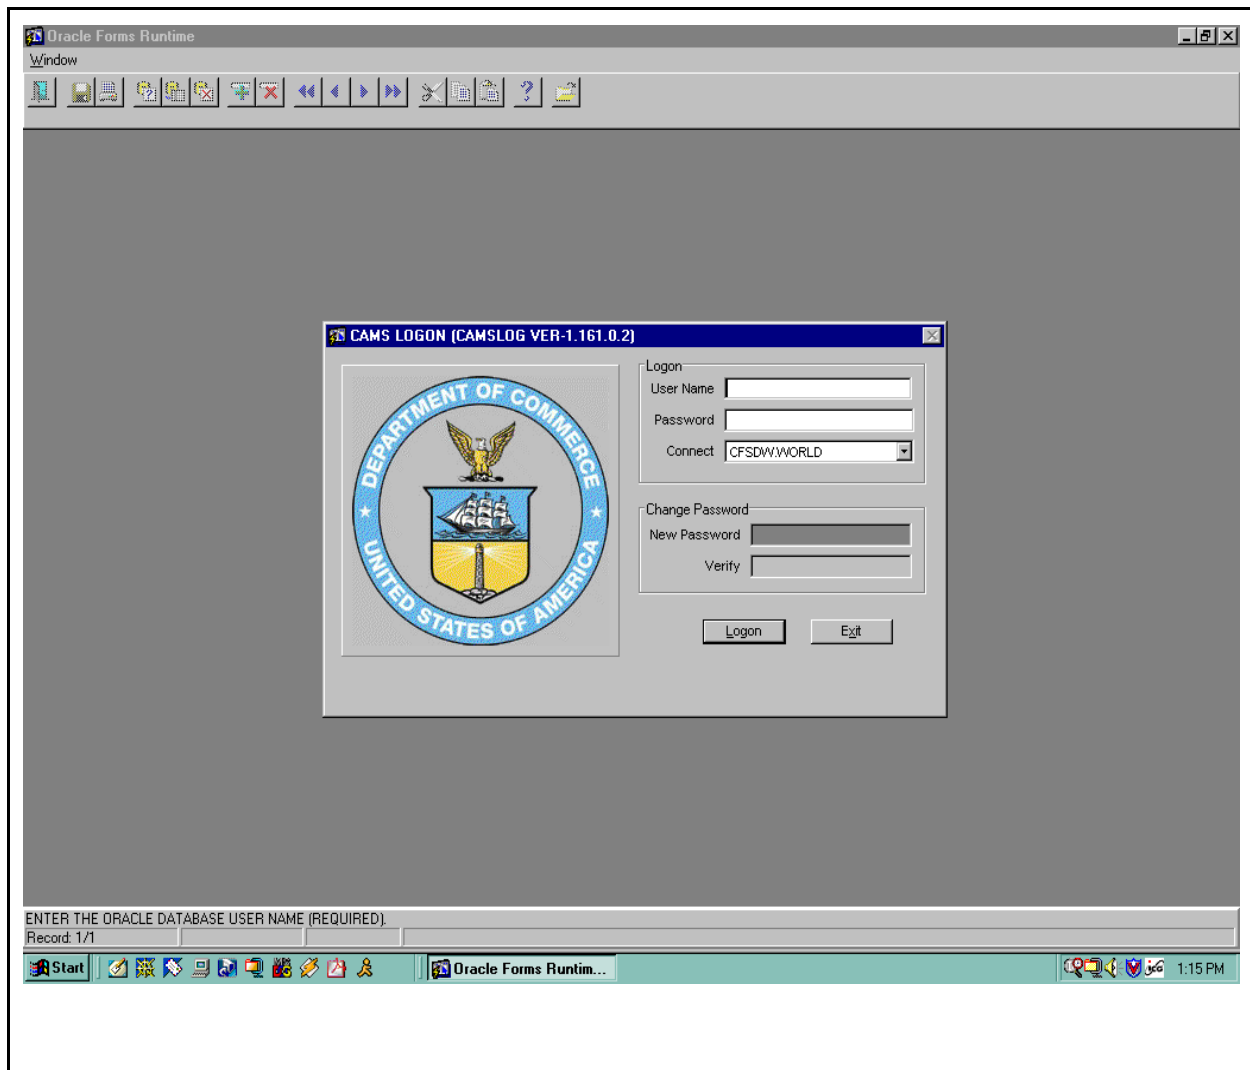 Oracle Forms Runtime
Window
CAMS LOGON (CAMSLOG VER-1.161.0.2)
DEPARTMENT OF COMMERCE
UNITED STATES OF AMERICA
Logon
User Name
Password
Connect CFSDW.WORLD
Change Password
New Password
Verify
Logon Exit
ENTER THE ORACLE DATABASE USER NAME (REQUIRED).
Record: 1/1
Start Oracle Forms Runtim... 1:15 PM